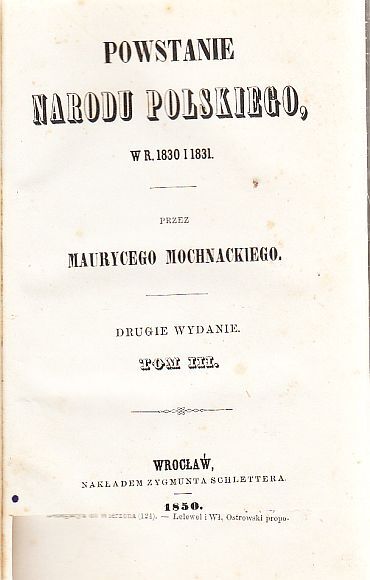 POWSTANIE
NARODU POLSKIEGO,
W R. 1830 I 1831.
PRZEZ
MAURYCEGO MOCHNACKIEGO.
DRUGIE WYDANIE.
TOM III.
WROCŁAW,
NAKŁADEM ZYGMUNTA SCHLETTERA.
1850.
(124). — Lelewel i Wł. Ostrowski propo-